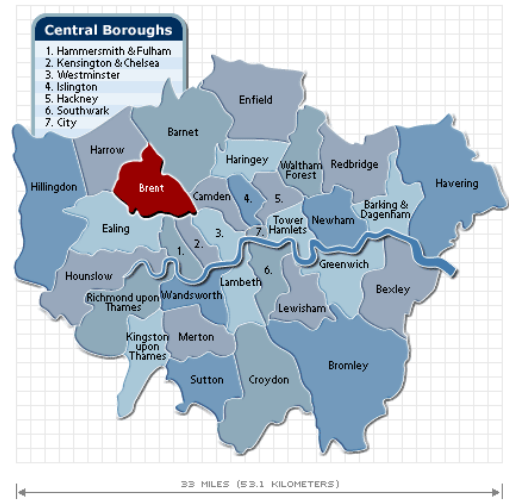 Central Boroughs
1. Hammersmith & Fulham
2. Kensington & Chelsea
3. Westminster
4. Islington
5. Hackney
6. Southwark
7. City
Enfield
Barnet
Harrow
Haringey
Waltham
Forest
Redbridge
Hillingdon
Brent
Camden
4.
5.
Havering
Barking &
Dagenham
Ealing
1.
2.
3.
7.
Tower
Hamlets
Newham
Hounslow
6.
Greenwich
Richmond upon
Thames
Wandsworth
Lambeth
Lewisham
Bexley
Kingston
upon
Thames
Merton
Sutton
Croydon
Bromley
33 MILES (53.1 KILOMETERS)